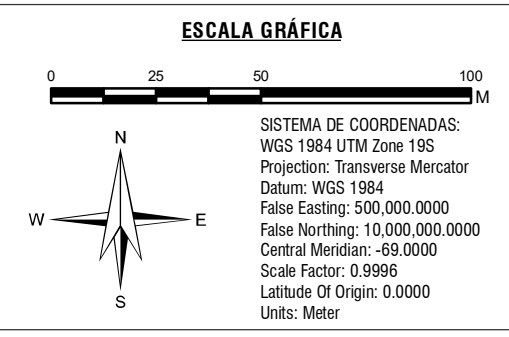 ESCALA GRÁFICA
0 25 50 100
M
SISTEMA DE COORDENADAS:
WGS 1984 UTM Zone 19S
Projection: Transverse Mercator
Datum: WGS 1984
False Easting: 500,000.0000
False Northing: 10,000,000.0000
Central Meridian: -69.0000
Scale Factor: 0.9996
Latitude Of Origin: 0.0000
Units: Meter
N
W E
S